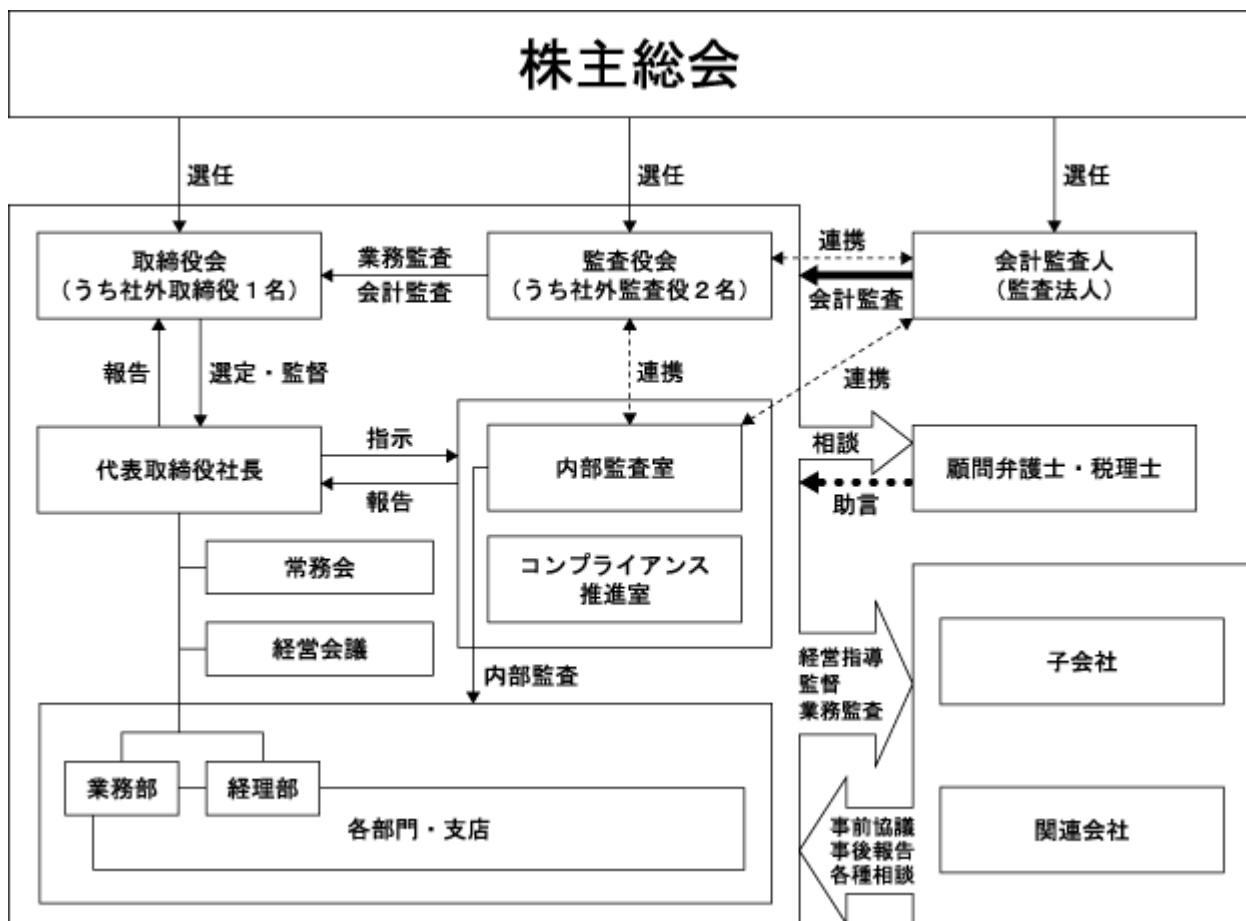 株主総会
選任
選任
選任
取締役会
（うち社外取締役１名）
業務監査
会計監査
監査役会
（うち社外監査役２名）
連携
会計監査
会計監査人
（監査法人）
報告
選定・監督
連携
連携
代表取締役社長
指示
報告
内部監査室
相談
助言
顧問弁護士・税理士
コンプライアンス
推進室
常務会
経営会議
内部監査
経営指導
監督
業務監査
子会社
業務部
経理部
各部門・支店
事前協議
事後報告
各種相談
関連会社